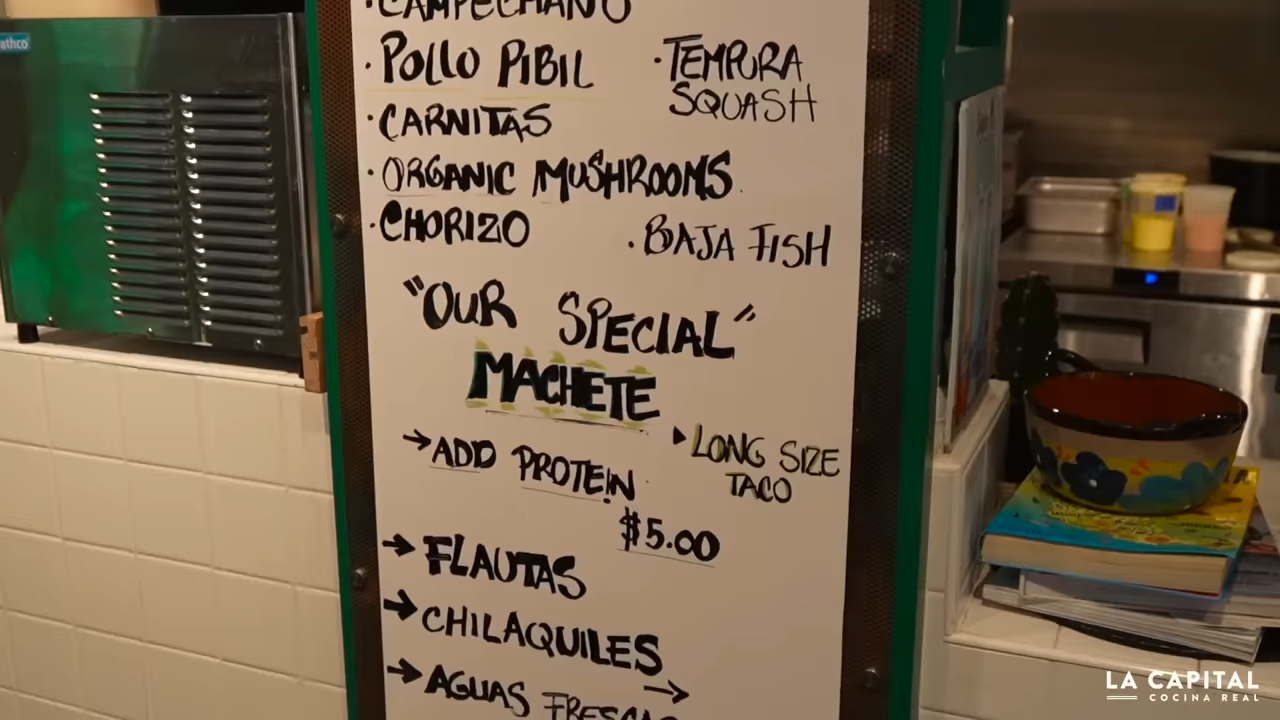 athco
·CAMPECHANO
·POLLO PIBIL
·TEMPURA
SQUASH
·CARNITAS
·ORGANIC MUSHROOMS
·CHORIZO
·BAJA FISH
"OUR SPECIAL"
MACHETE
→ADD PROTEIN
$5.00
▸LONG SIZE
TACO
→FLAUTAS
→CHILAQUILES
→AGUAS FRESCAS →
LA CAPITAL
COCINA REAL